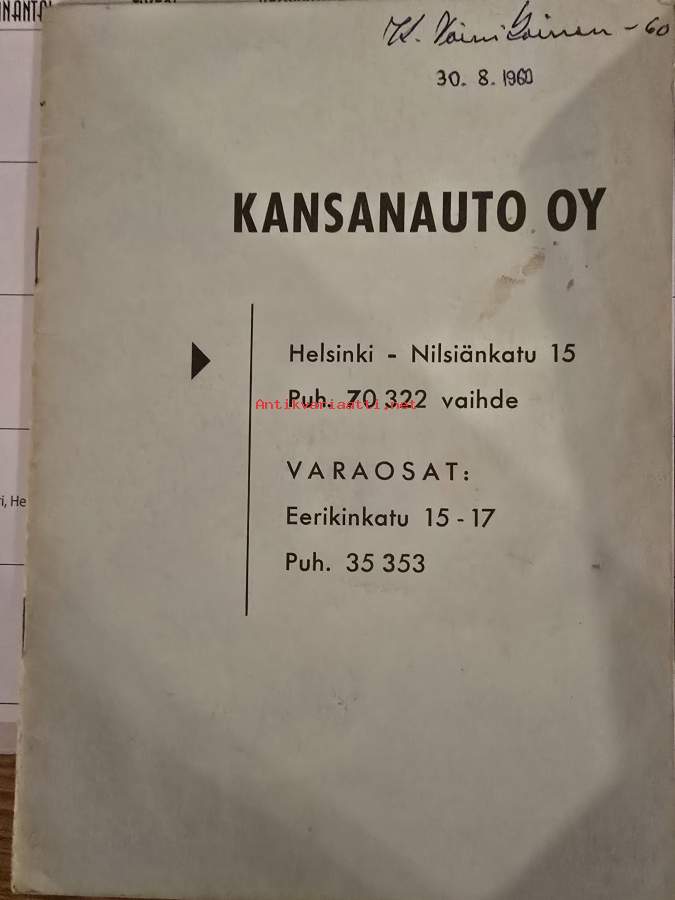 - 60
30. 8. 1960
KANSANAUTO OY
Helsinki - Nilsiänkatu 15
Puh. 70 322 vaihde
Antikvariaatti.net
VARAOSAT:
Eerikinkatu 15 - 17
Puh. 35 353